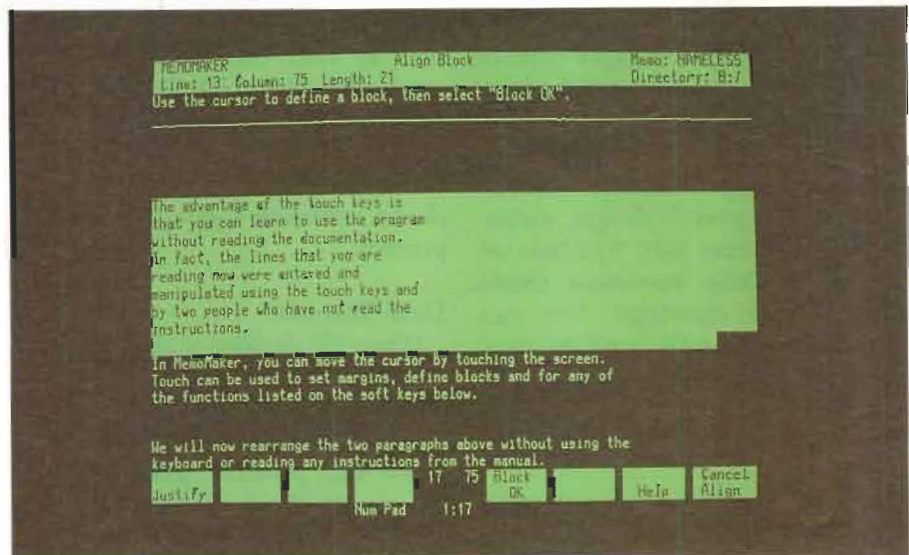 MEMOMAKER Align Block Memo: NAMELESS
Line: 13 Column: 75 Length: 21 Directory: B:/
Use the cursor to define a block, then select "Block OK".
The advantage of the touch keys is
that you can learn to use the program
without reading the documentation.
In fact, the lines that you are
reading now were entered and
manipulated using the touch keys and
by two people who have not read the
instructions.
In MemoMaker, you can move the cursor by touching the screen.
Touch can be used to set margins, define blocks and for any of
the functions listed on the soft keys below.
We will now rearrange the two paragraphs above without using the
keyboard or reading any instructions from the manual.
17 75 Block Cancel
Justify OK Help Align
Num Pad 1:17